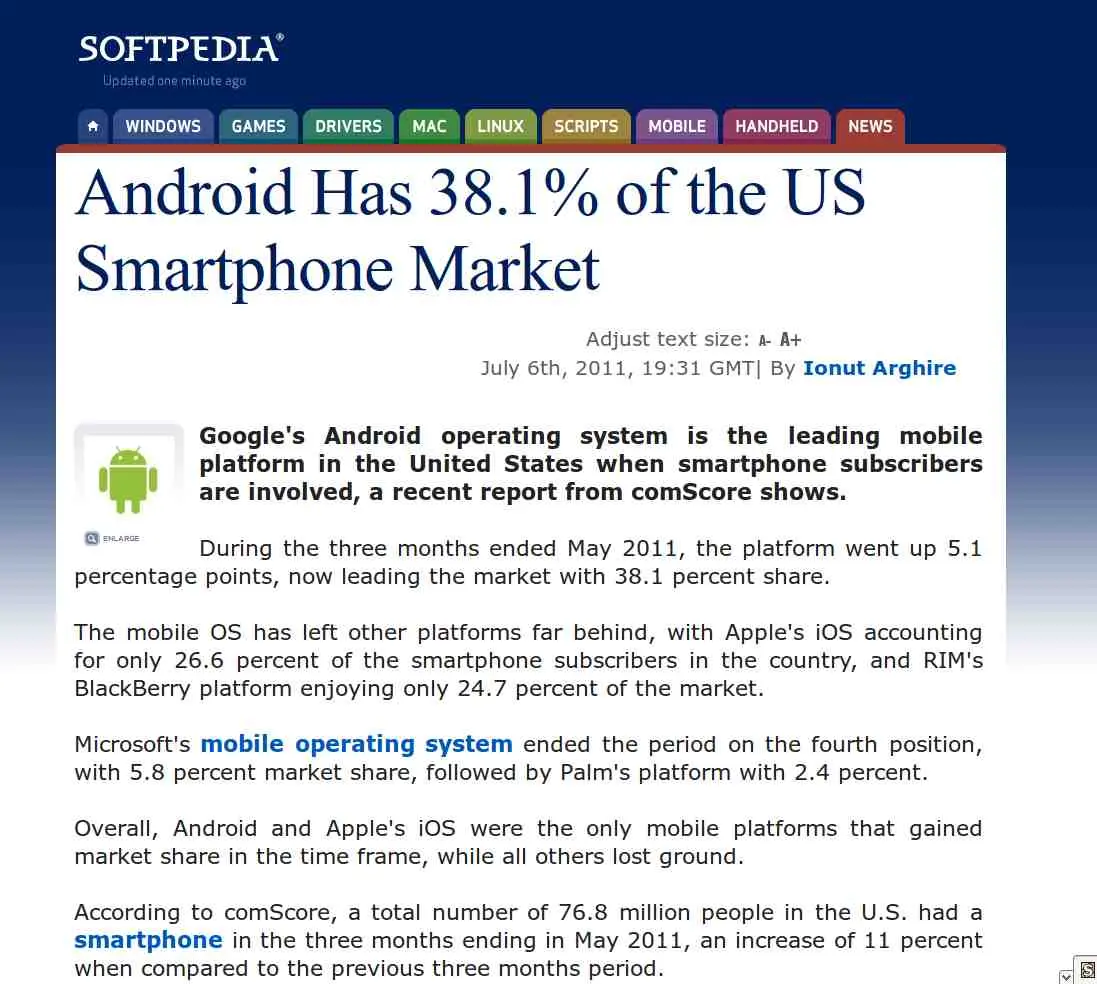 SOFTPEDIA®
Updated one minute ago
WINDOWS GAMES DRIVERS MAC LINUX SCRIPTS MOBILE HANDHELD NEWS
Android Has 38.1% of the US
Smartphone Market
Adjust text size: A- A+
July 6th, 2011, 19:31 GMT| By Ionut Arghire
Google's Android operating system is the leading mobile
platform in the United States when smartphone subscribers
are involved, a recent report from comScore shows.
ENLARGE
During the three months ended May 2011, the platform went up 5.1
percentage points, now leading the market with 38.1 percent share.
The mobile OS has left other platforms far behind, with Apple's iOS accounting
for only 26.6 percent of the smartphone subscribers in the country, and RIM's
BlackBerry platform enjoying only 24.7 percent of the market.
Microsoft's mobile operating system ended the period on the fourth position,
with 5.8 percent market share, followed by Palm's platform with 2.4 percent.
Overall, Android and Apple's iOS were the only mobile platforms that gained
market share in the time frame, while all others lost ground.
According to comScore, a total number of 76.8 million people in the U.S. had a
smartphone in the three months ending in May 2011, an increase of 11 percent
when compared to the previous three months period.
S